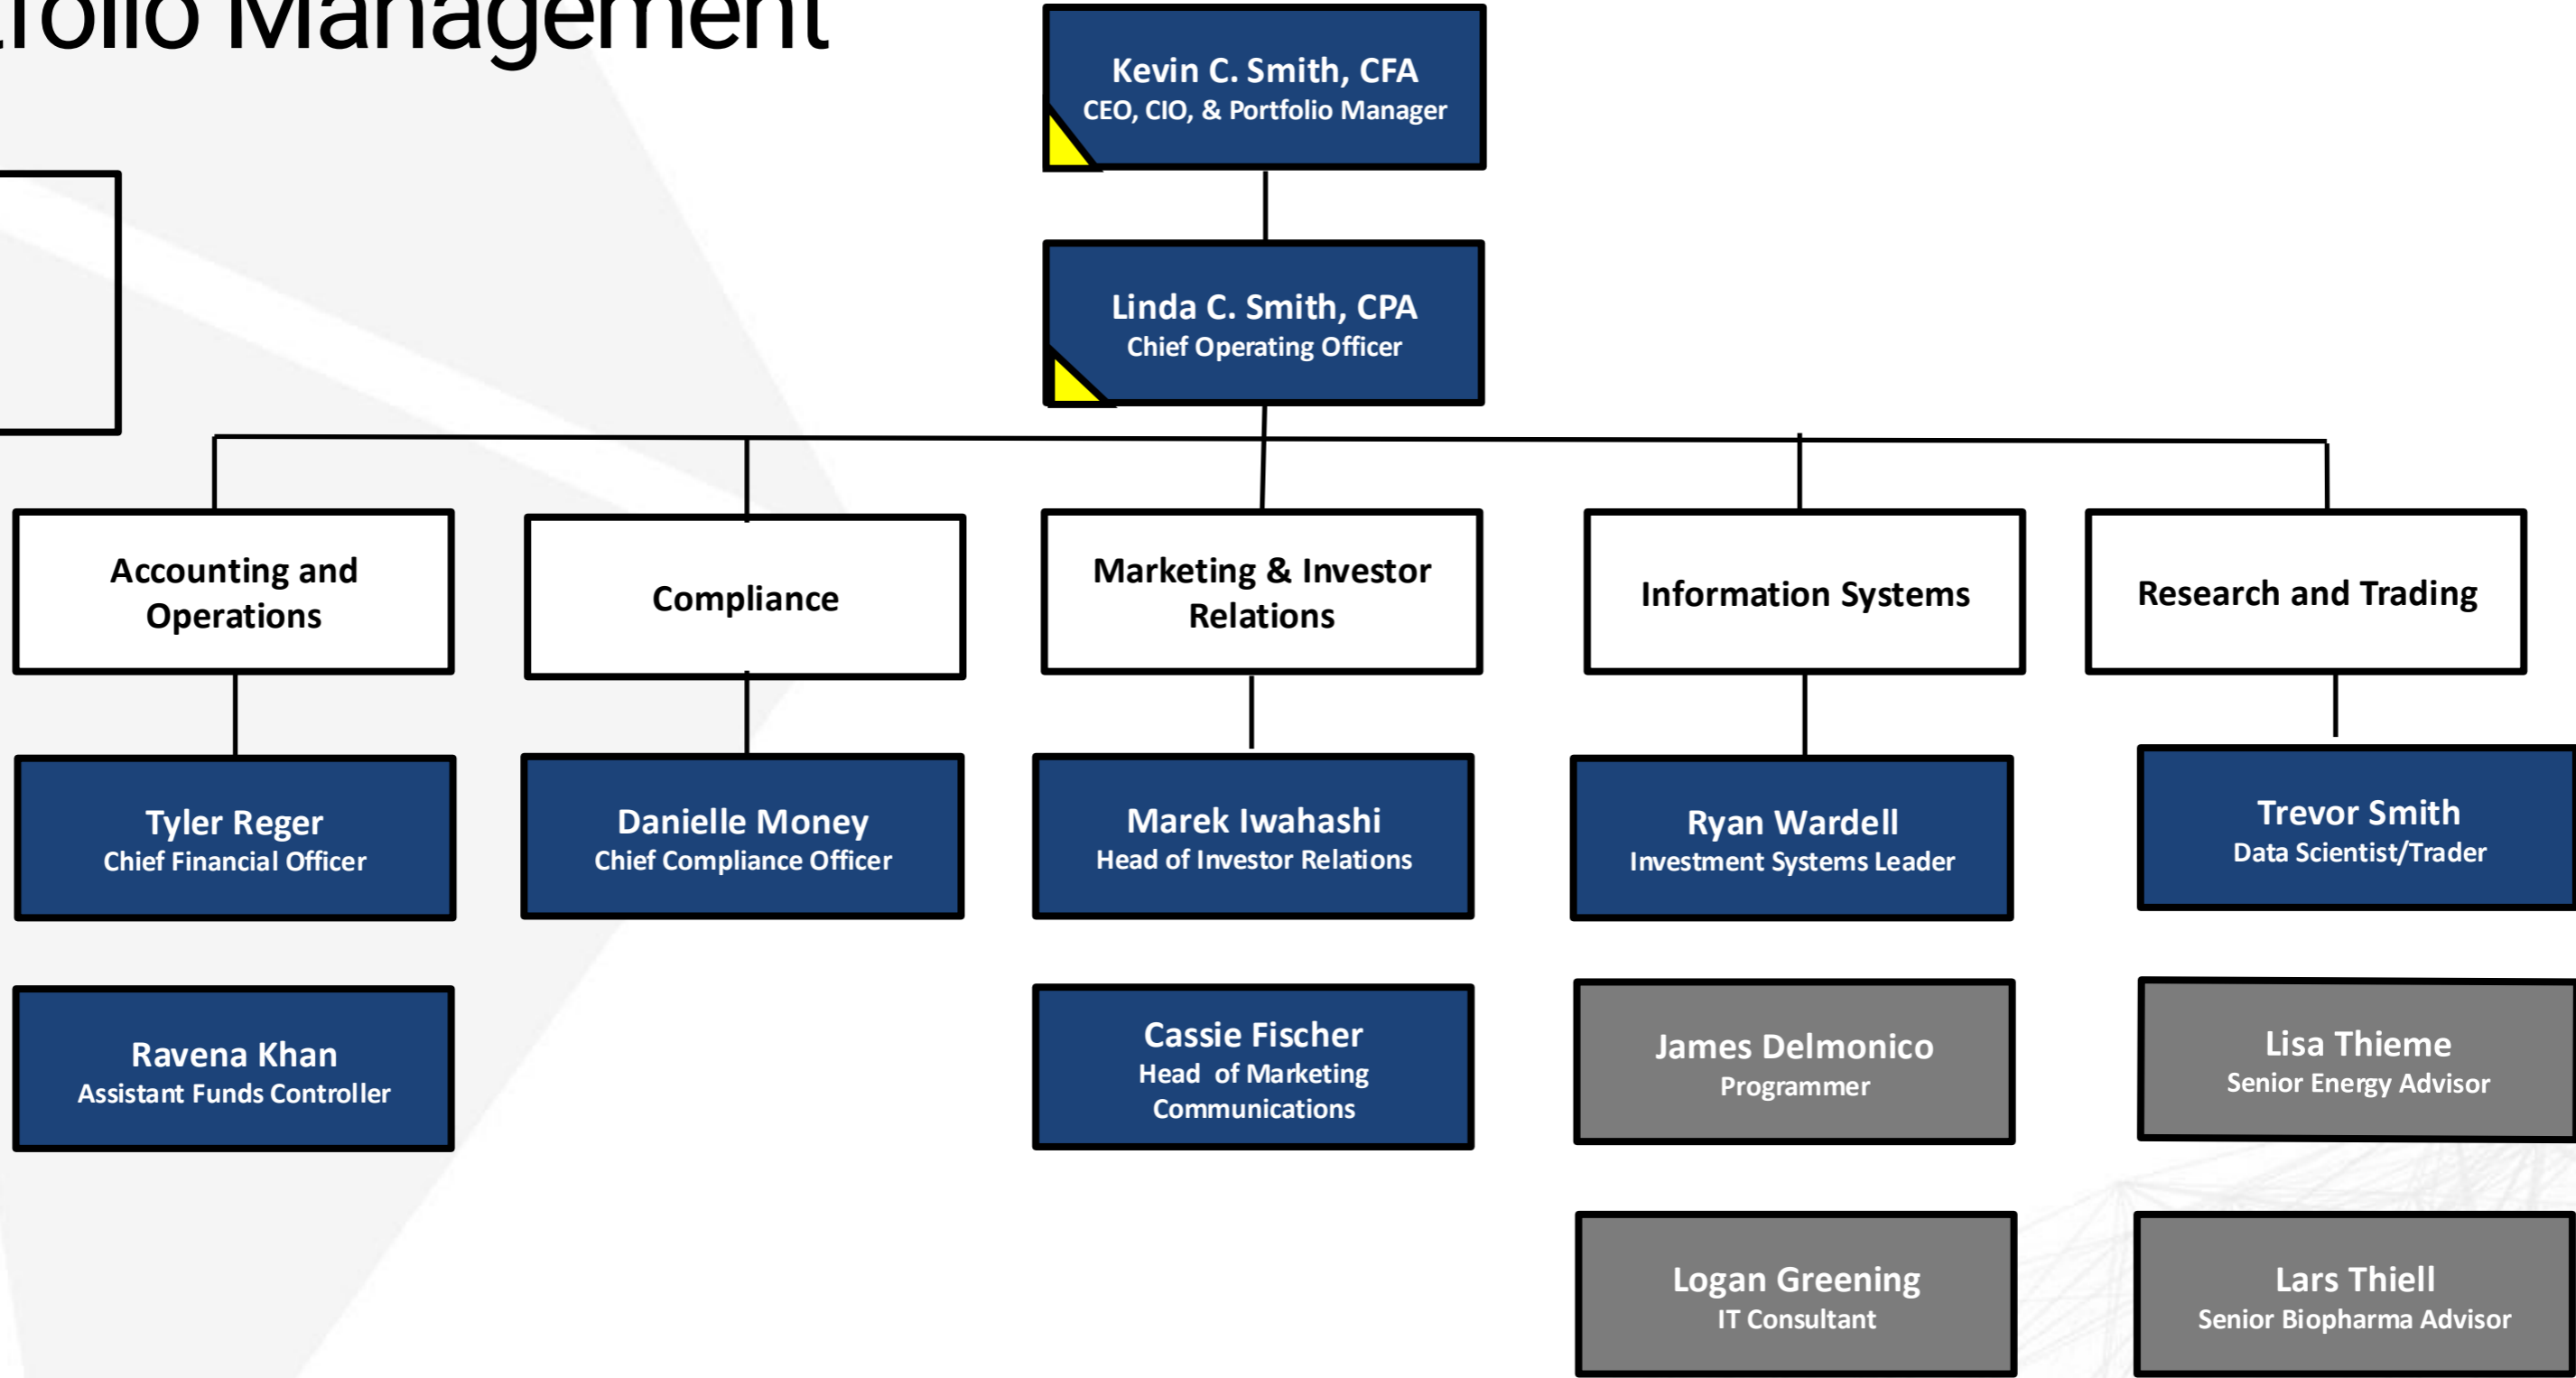 folio Management
Kevin C. Smith, CFA
CEO, CIO, & Portfolio Manager
Linda C. Smith, CPA
Chief Operating Officer
Accounting and
Operations
Compliance
Marketing & Investor
Relations
Information Systems
Research and Trading
Tyler Reger
Chief Financial Officer
Danielle Money
Chief Compliance Officer
Marek Iwahashi
Head of Investor Relations
Ryan Wardell
Investment Systems Leader
Trevor Smith
Data Scientist/Trader
Ravena Khan
Assistant Funds Controller
Cassie Fischer
Head of Marketing
Communications
James Delmonico
Programmer
Lisa Thieme
Senior Energy Advisor
Logan Greening
IT Consultant
Lars Thiell
Senior Biopharma Advisor